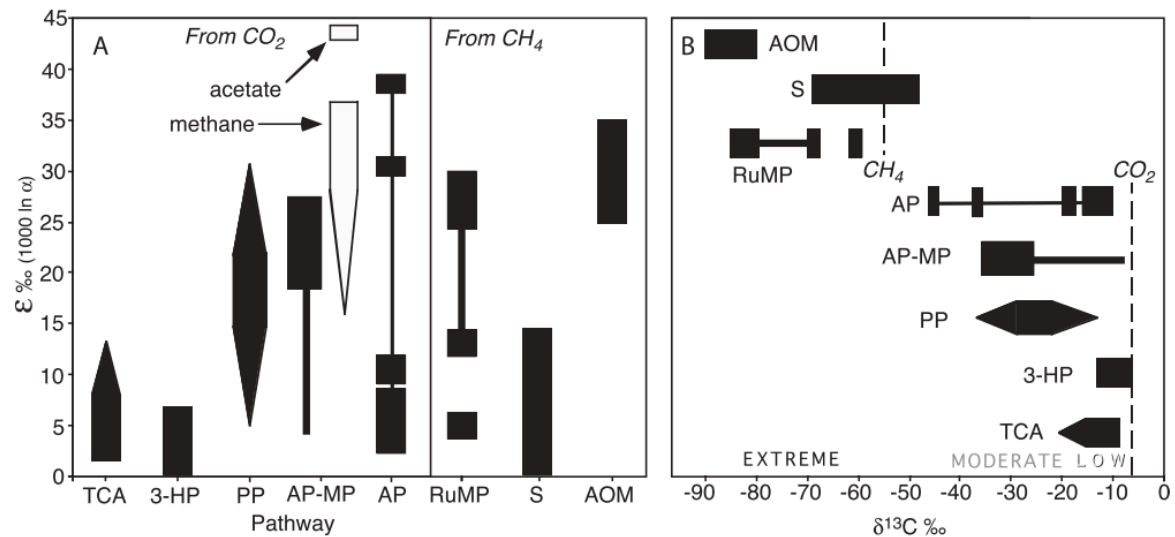 A
From CO2
acetate
methane
From CH4
45
40
35
30
25
20
15
10
5
0
ε ‰ (1000 ln α)
TCA 3-HP PP AP-MP AP RuMP S AOM
Pathway
B
AOM
S
RuMP
CH4
CO2
AP
AP-MP
PP
3-HP
TCA
EXTREME MODERATE LOW
-90 -80 -70 -60 -50 -40 -30 -20 -10 0
δ13C ‰